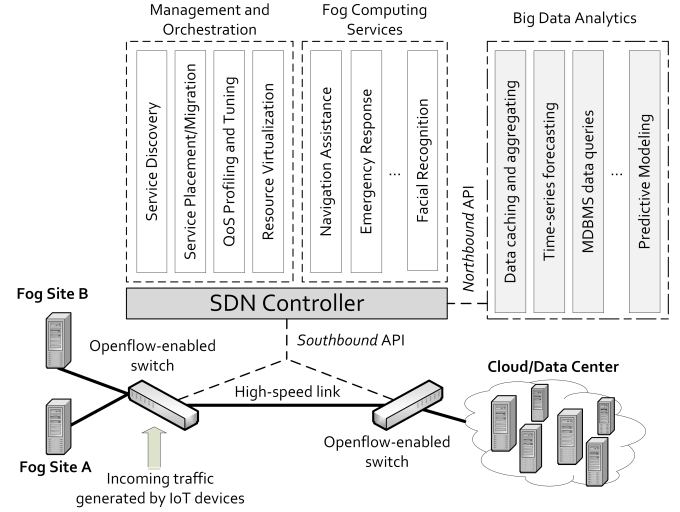 Management and
Orchestration
Fog Computing
Services
Big Data Analytics
Service Discovery
Service Placement/Migration
QoS Profiling and Tuning
Resource Virtualization
Navigation Assistance
Emergency Response
...
Facial Recognition
Data caching and aggregating
Time-series forecasting
MDBMS data queries
...
Predictive Modeling
Northbound API
SDN Controller
Fog Site B
Southbound API
Openflow-enabled
switch
Cloud/Data Center
High-speed link
Openflow-enabled
switch
Fog Site A
Incoming traffic
generated by IoT devices